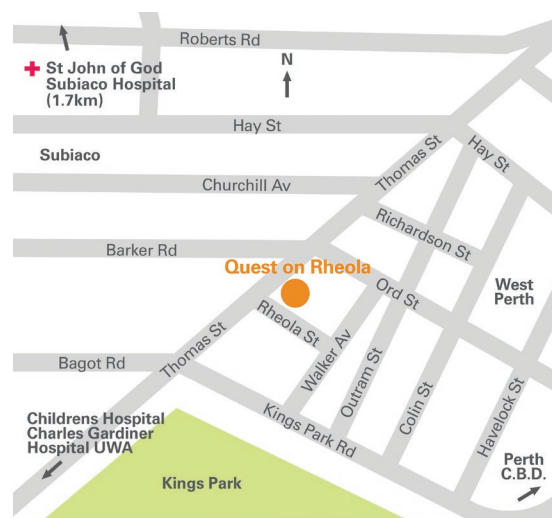 Roberts Rd
St John of God
Subiaco Hospital
(1.7km)
N
Hay St
Hay St
Subiaco
Thomas St
Churchill Av
Richardson St
Barker Rd
Quest on Rheola
Ord St
West
Perth
Rheola St
Thomas St
Walker Av
Outram St
Bagot Rd
Colin St
Havelock St
Kings Park Rd
Childrens Hospital
Charles Gardiner
Hospital UWA
Perth
C.B.D.
Kings Park